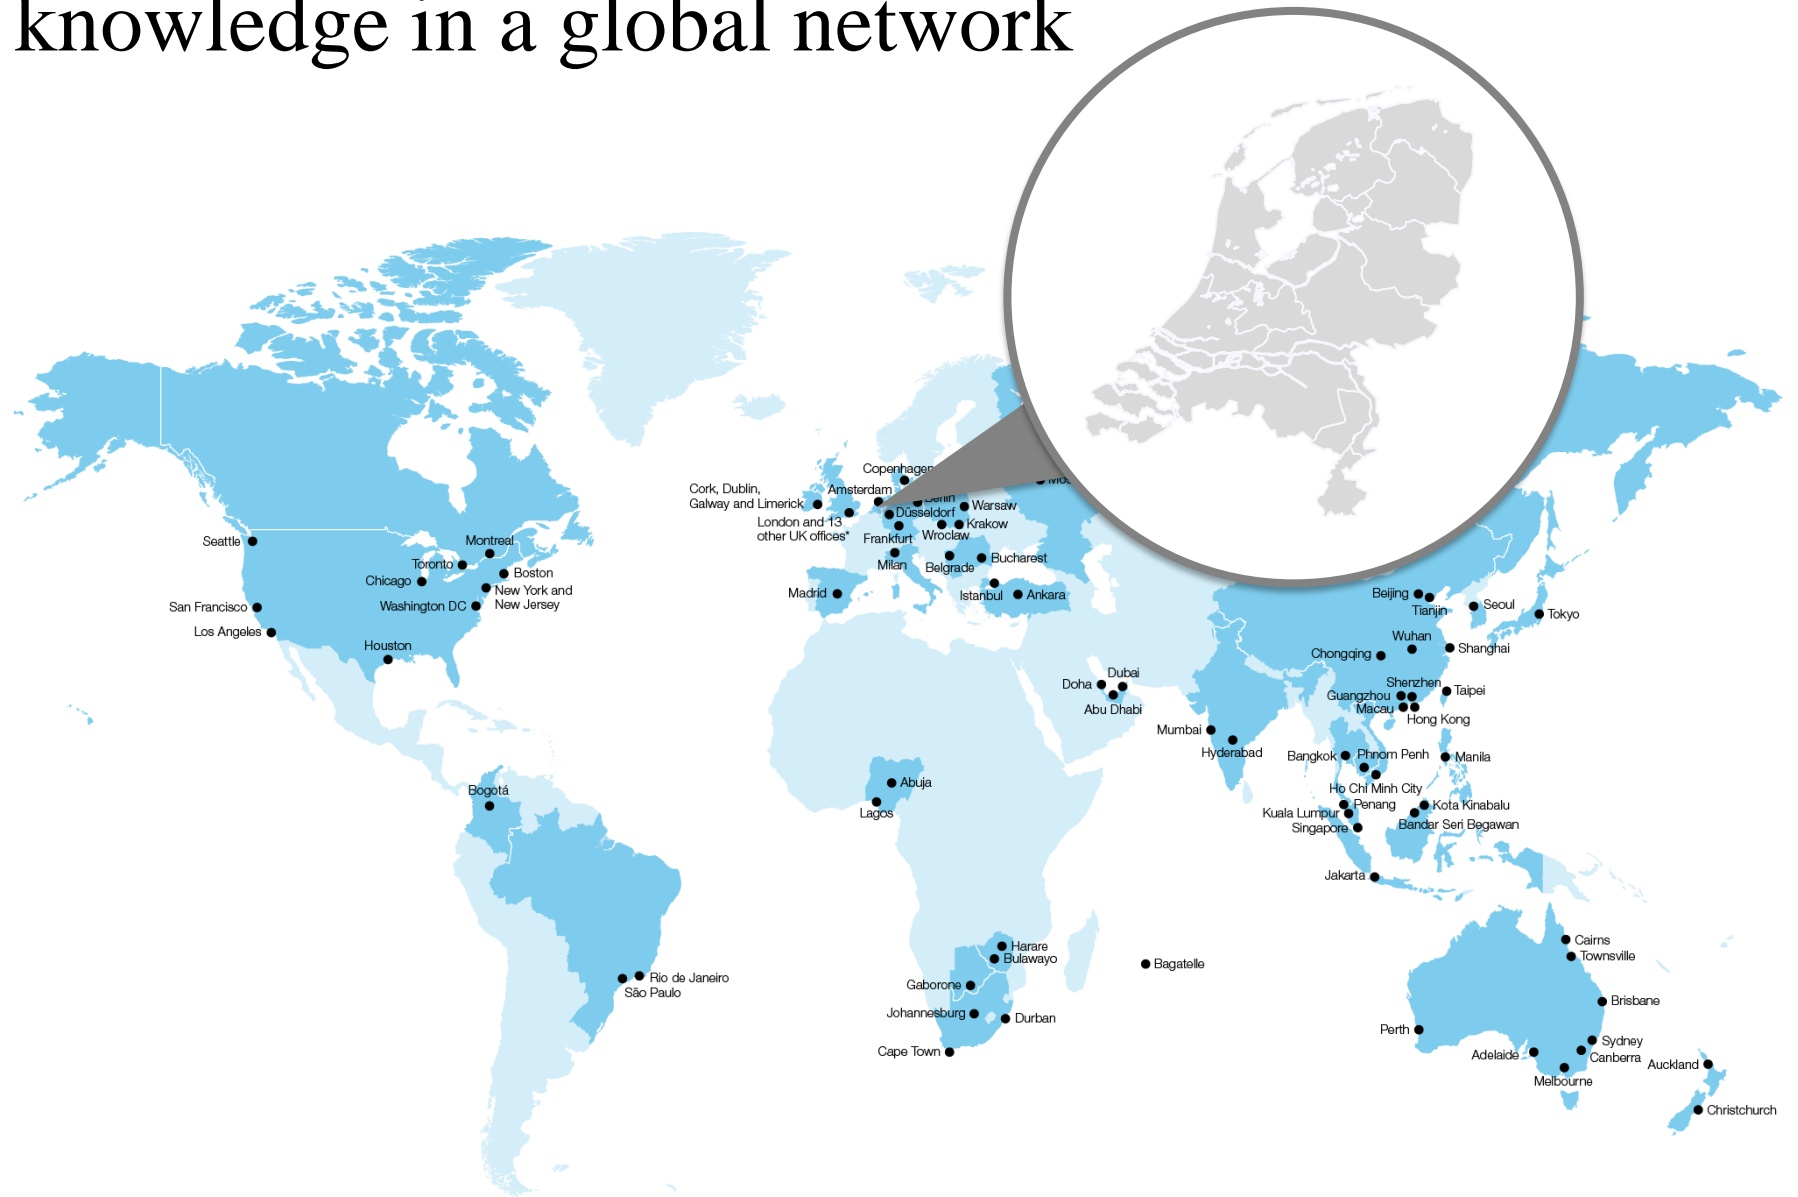 knowledge in a global network
Copenhagen
Cork, Dublin,
Galway and Limerick
Amsterdam
Berlin
Warsaw
London and 13
other UK offices*
Düsseldorf
Krakow
Frankfurt
Wroclaw
Milan
Belgrade
Bucharest
Madrid
Istanbul
Ankara
Seattle
Montreal
Toronto
Chicago
Boston
New York and
New Jersey
San Francisco
Washington DC
Los Angeles
Houston
Beijing
Tianjin
Seoul
Tokyo
Wuhan
Chongqing
Shanghai
Doha
Dubai
Abu Dhabi
Shenzhen
Guangzhou
Taipei
Macau
Hong Kong
Mumbai
Hyderabad
Bangkok
Phnom Penh
Manila
Ho Chi Minh City
Penang
Kota Kinabalu
Kuala Lumpur
Bandar Seri Begawan
Singapore
Jakarta
Abuja
Lagos
Bogotá
Rio de Janeiro
São Paulo
Harare
Bulawayo
Bagatelle
Gaborone
Johannesburg
Durban
Cape Town
Cairns
Townsville
Brisbane
Perth
Sydney
Canberra
Adelaide
Melbourne
Auckland
Christchurch